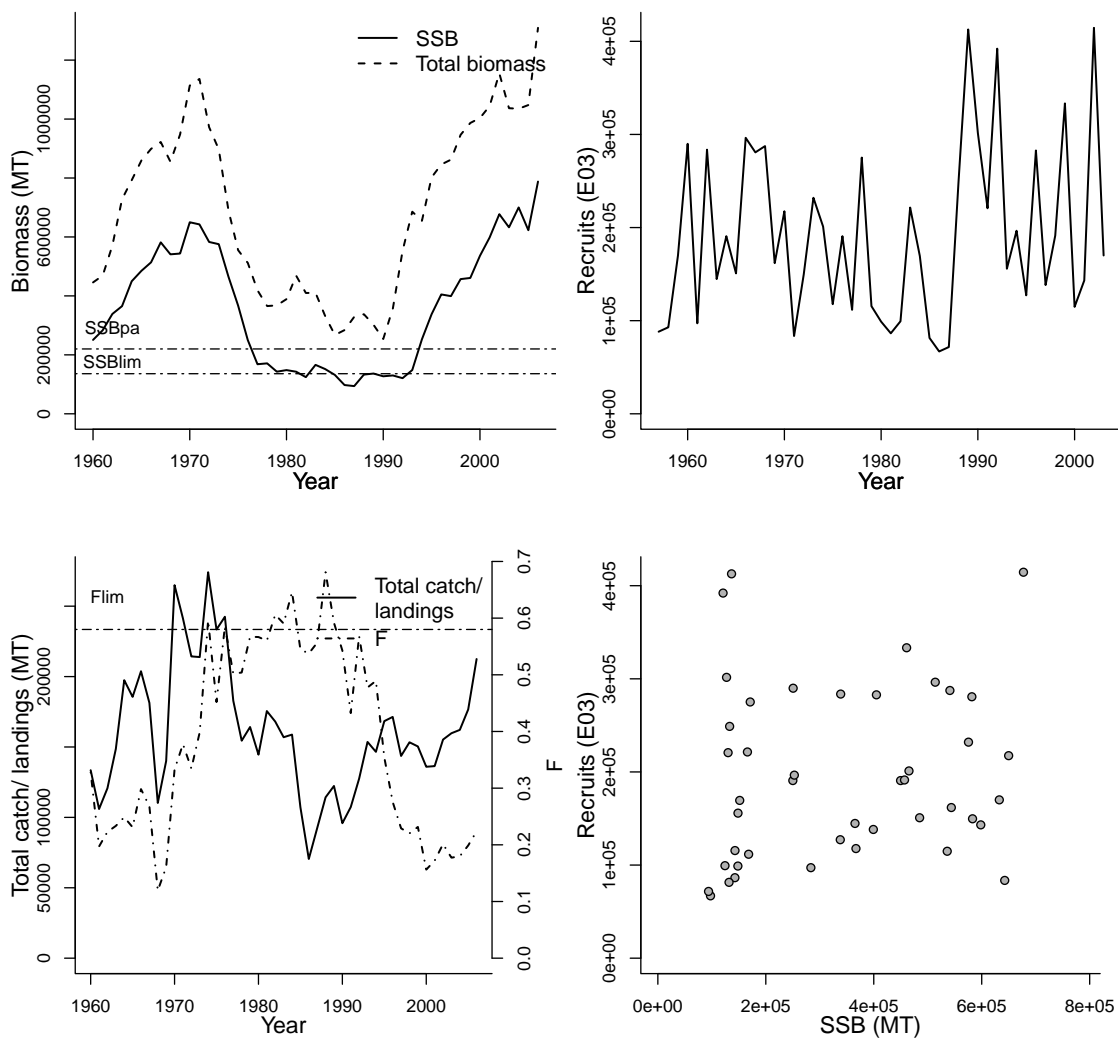 SSB
Total biomass
Biomass (MT)
0
200000
600000
1000000
SSBpa
SSBlim
1960
1970
1980
1990
2000
Year
Recruits (E03)
0e+00
1e+05
2e+05
3e+05
4e+05
1960
1970
1980
1990
2000
Year
Flim
Total catch/
landings
F
Total catch/ landings (MT)
0
50000
100000
200000
F
0.0
0.1
0.2
0.3
0.4
0.5
0.6
0.7
1960
1970
1980
1990
2000
Year
Recruits (E03)
0e+00
1e+05
2e+05
3e+05
4e+05
0e+00
2e+05
4e+05
6e+05
8e+05
SSB (MT)